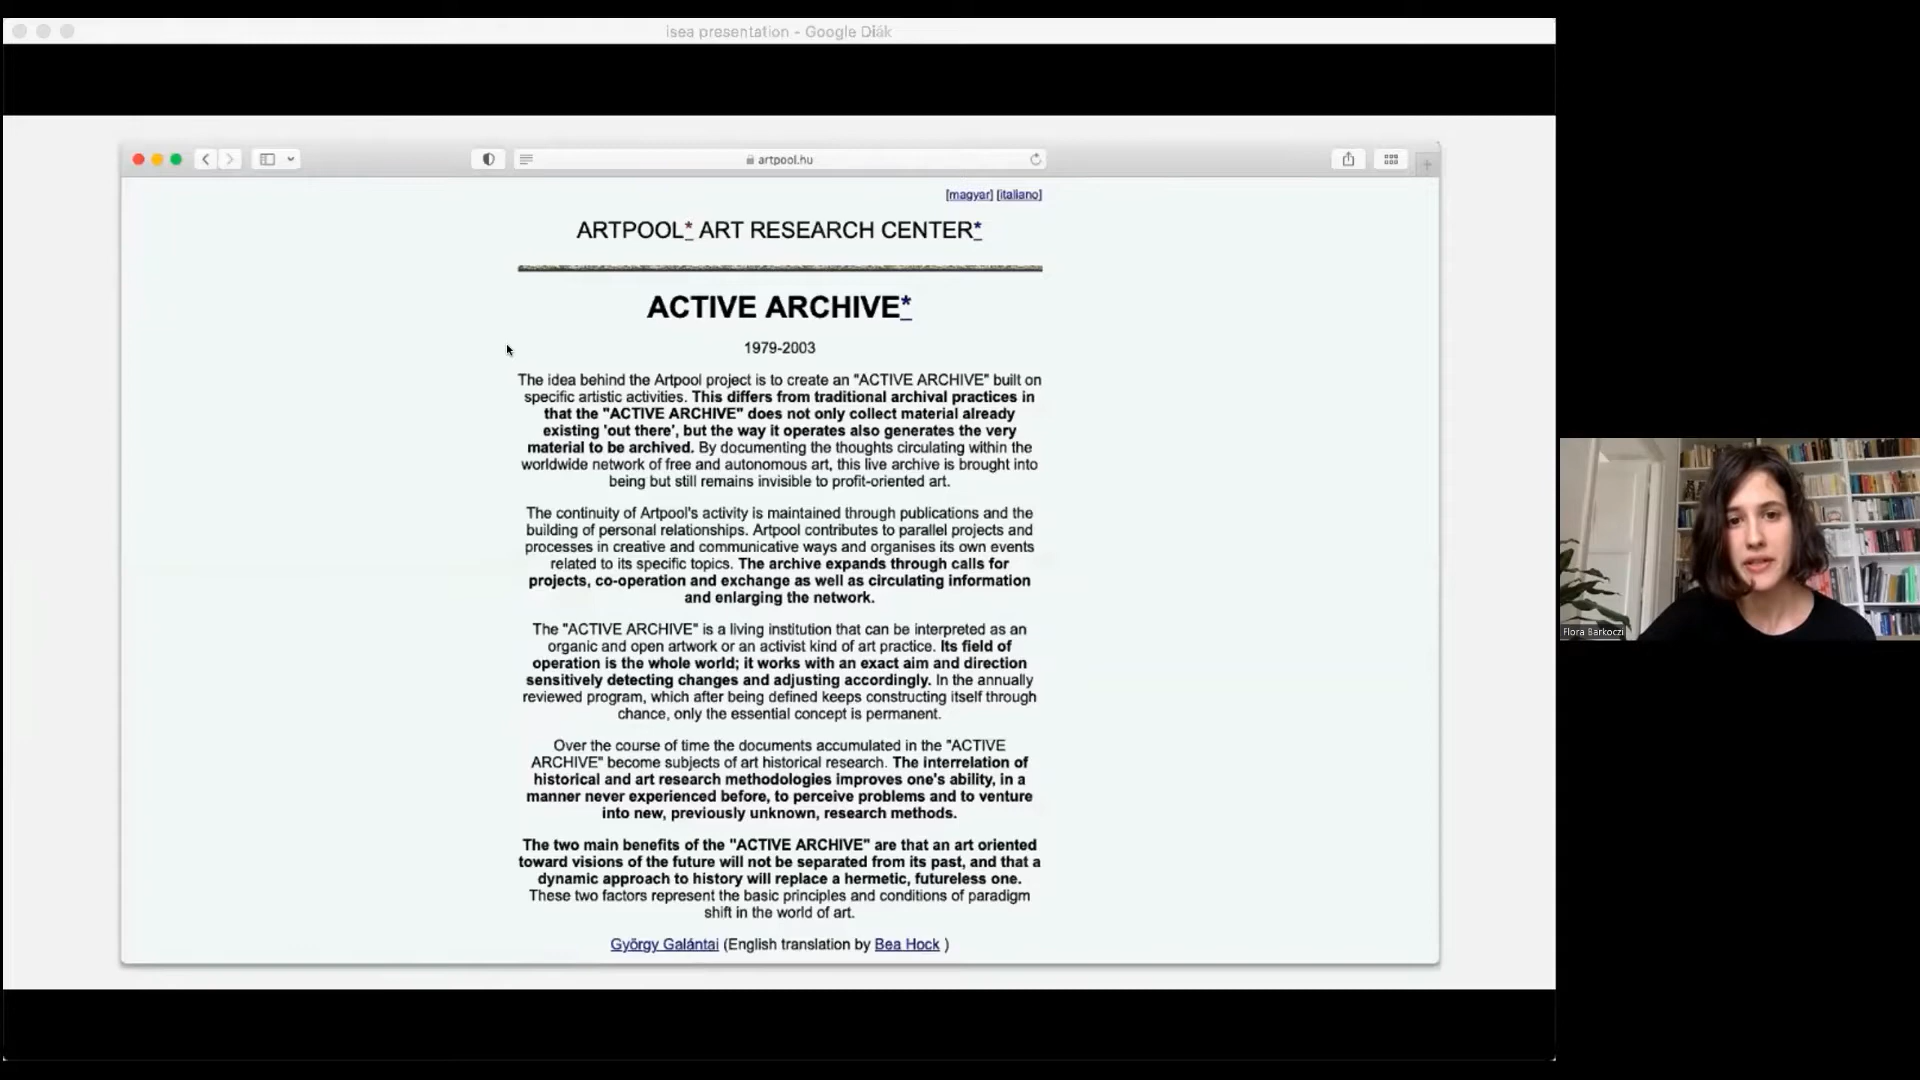 isea presentation - Google Diák
artpool.hu
[magyar] [italiano]
ARTPOOL* ART RESEARCH CENTER*
ACTIVE ARCHIVE*
1979-2003
The idea behind the Artpool project is to create an "ACTIVE ARCHIVE" built on
specific artistic activities. This differs from traditional archival practices in
that the "ACTIVE ARCHIVE" does not only collect material already
existing 'out there', but the way it operates also generates the very
material to be archived. By documenting the thoughts circulating within the
worldwide network of free and autonomous art, this live archive is brought into
being but still remains invisible to profit-oriented art.
The continuity of Artpool's activity is maintained through publications and the
building of personal relationships. Artpool contributes to parallel projects and
processes in creative and communicative ways and organises its own events
related to its specific topics. The archive expands through calls for
projects, co-operation and exchange as well as circulating information
and enlarging the network.
The "ACTIVE ARCHIVE" is a living institution that can be interpreted as an
organic and open artwork or an activist kind of art practice. Its field of
operation is the whole world; it works with an exact aim and direction
sensitively detecting changes and adjusting accordingly. In the annually
reviewed program, which after being defined keeps constructing itself through
chance, only the essential concept is permanent.
Over the course of time the documents accumulated in the "ACTIVE
ARCHIVE" become subjects of art historical research. The interrelation of
historical and art research methodologies improves one's ability, in a
manner never experienced before, to perceive problems and to venture
into new, previously unknown, research methods.
The two main benefits of the "ACTIVE ARCHIVE" are that an art oriented
toward visions of the future will not be separated from its past, and that a
dynamic approach to history will replace a hermetic, futureless one.
These two factors represent the basic principles and conditions of paradigm
shift in the world of art.
György Galántai (English translation by Bea Hock )
Flora Barkoczi